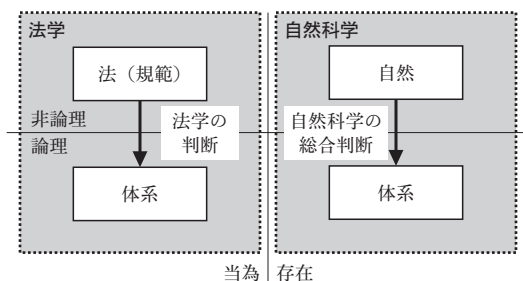 法学
法（規範）
非論理
論理
法学の
判断
体系
自然科学
自然
自然科学の
総合判断
体系
当為
存在